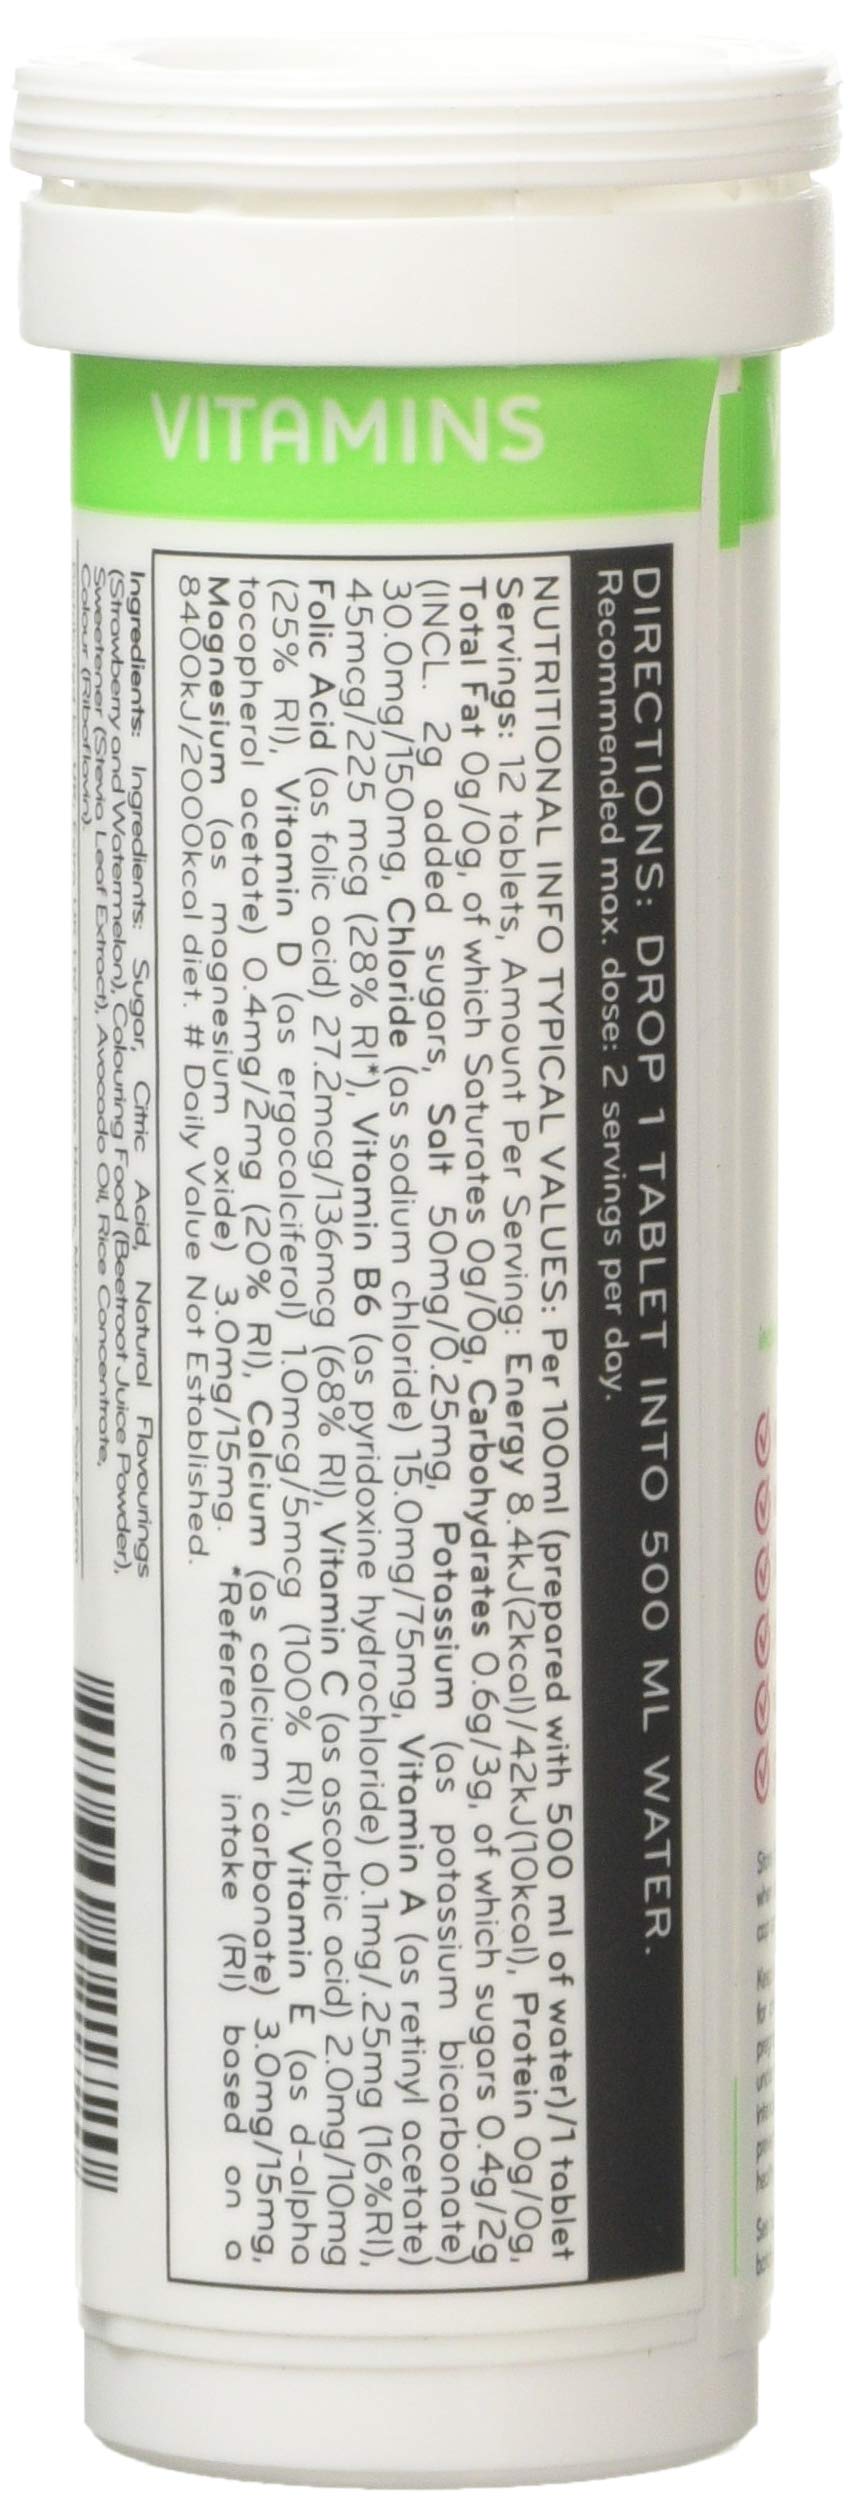 VITAMINS
DIRECTIONS: DROP 1 TABLET INTO 500 ML WATER.
Recommended max. dose: 2 servings per day.
NUTRITIONAL INFO TYPICAL VALUES: Per 100ml (prepared with 500 ml of water)/1 tablet
Servings: 12 tablets, Amount Per Serving: Energy 8.4kJ(2kcal)/42kJ(10kcal), Protein 0g/0g,
Total Fat 0g/0g, of which Saturates 0g/0g, Carbohydrates 0.6g/3g, of which sugars 0.4g/2g
(INCL. 2g added sugars, Salt 50mg/0.25mg, Potassium (as potassium bicarbonate)
30.0mg/150mg, Chloride (as sodium chloride) 15.0mg/75mg, Vitamin A (as retinyl acetate)
45mcg/225 mcg (28% RI*), Vitamin B6 (as pyridoxine hydrochloride) 0.1mg/.25mg (16%RI),
Folic Acid (as folic acid) 27.2mcg/136mcg (68% RI), Vitamin C (as ascorbic acid) 2.0mg/10mg
(25% RI), Vitamin D (as ergocalciferol) 1.0mcg/5mcg (100% RI), Vitamin E (as d-alpha
tocopherol acetate) 0.4mg/2mg (20% RI), Calcium (as calcium carbonate) 3.0mg/15mg,
Magnesium (as magnesium oxide) 3.0mg/15mg. *Reference intake (RI) based on a
8400kJ/2000kcal diet. # Daily Value Not Established.
Ingredients: Ingredients: Sugar, Citric Acid, Natural Flavourings
(Strawberry and Watermelon), Colouring Food (Beetroot Juice Powder),
Sweetener (Stevia Leaf Extract), Avocado Oil, Rice Concentrate,
Colour (Riboflavin).